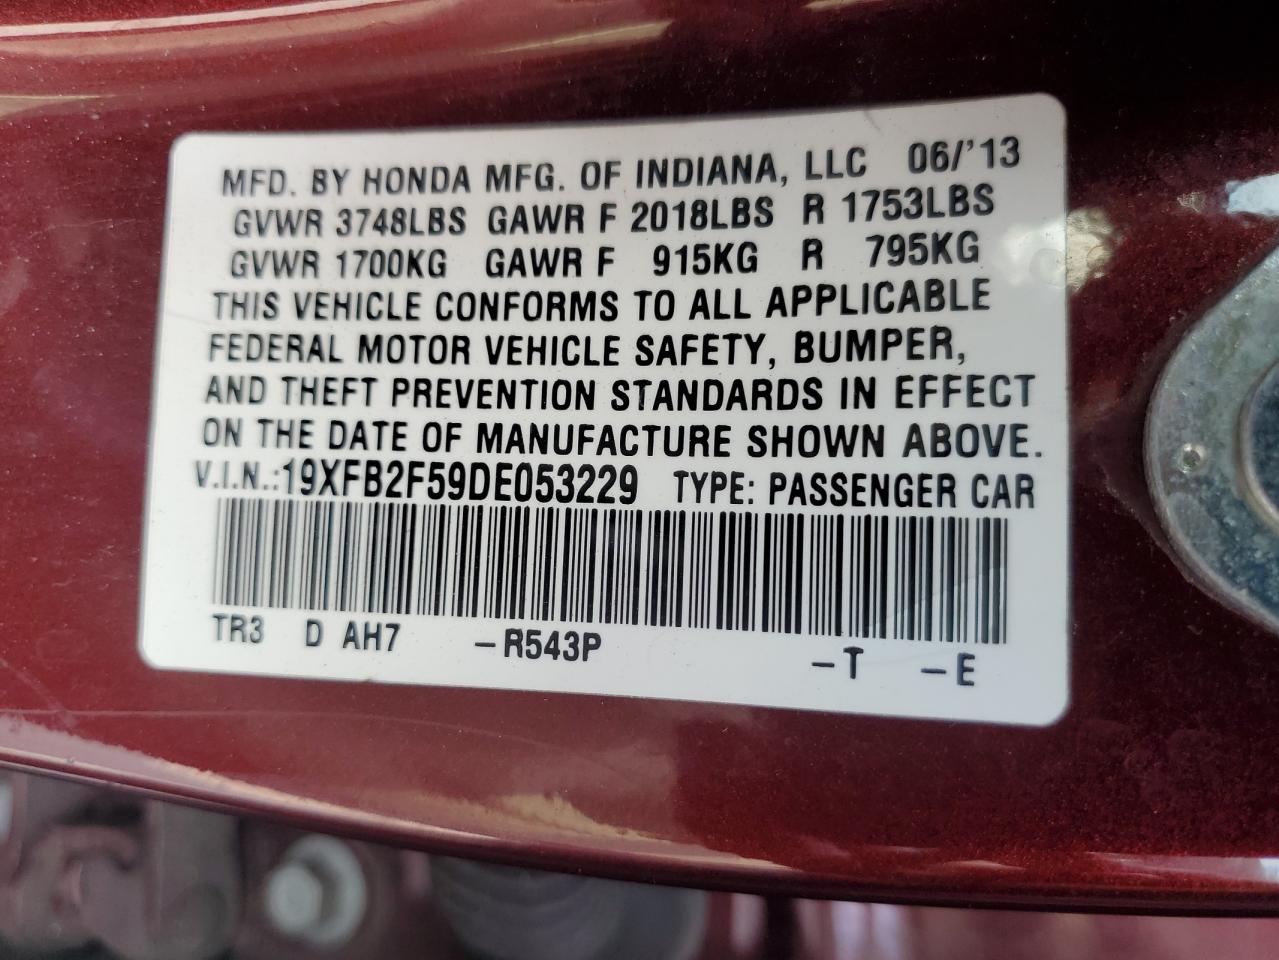 MFD. BY HONDA MFG. OF INDIANA, LLC 06/'13
GVWR 3748LBS GAWR F 2018LBS R 1753LBS
GVWR 1700KG GAWR F 915KG R 795KG
THIS VEHICLE CONFORMS TO ALL APPLICABLE
FEDERAL MOTOR VEHICLE SAFETY, BUMPER,
AND THEFT PREVENTION STANDARDS IN EFFECT
ON THE DATE OF MANUFACTURE SHOWN ABOVE.
V.I.N.:19XFB2F59DE053229 TYPE: PASSENGER CAR
TR3 D AH7 -R543P -T -E